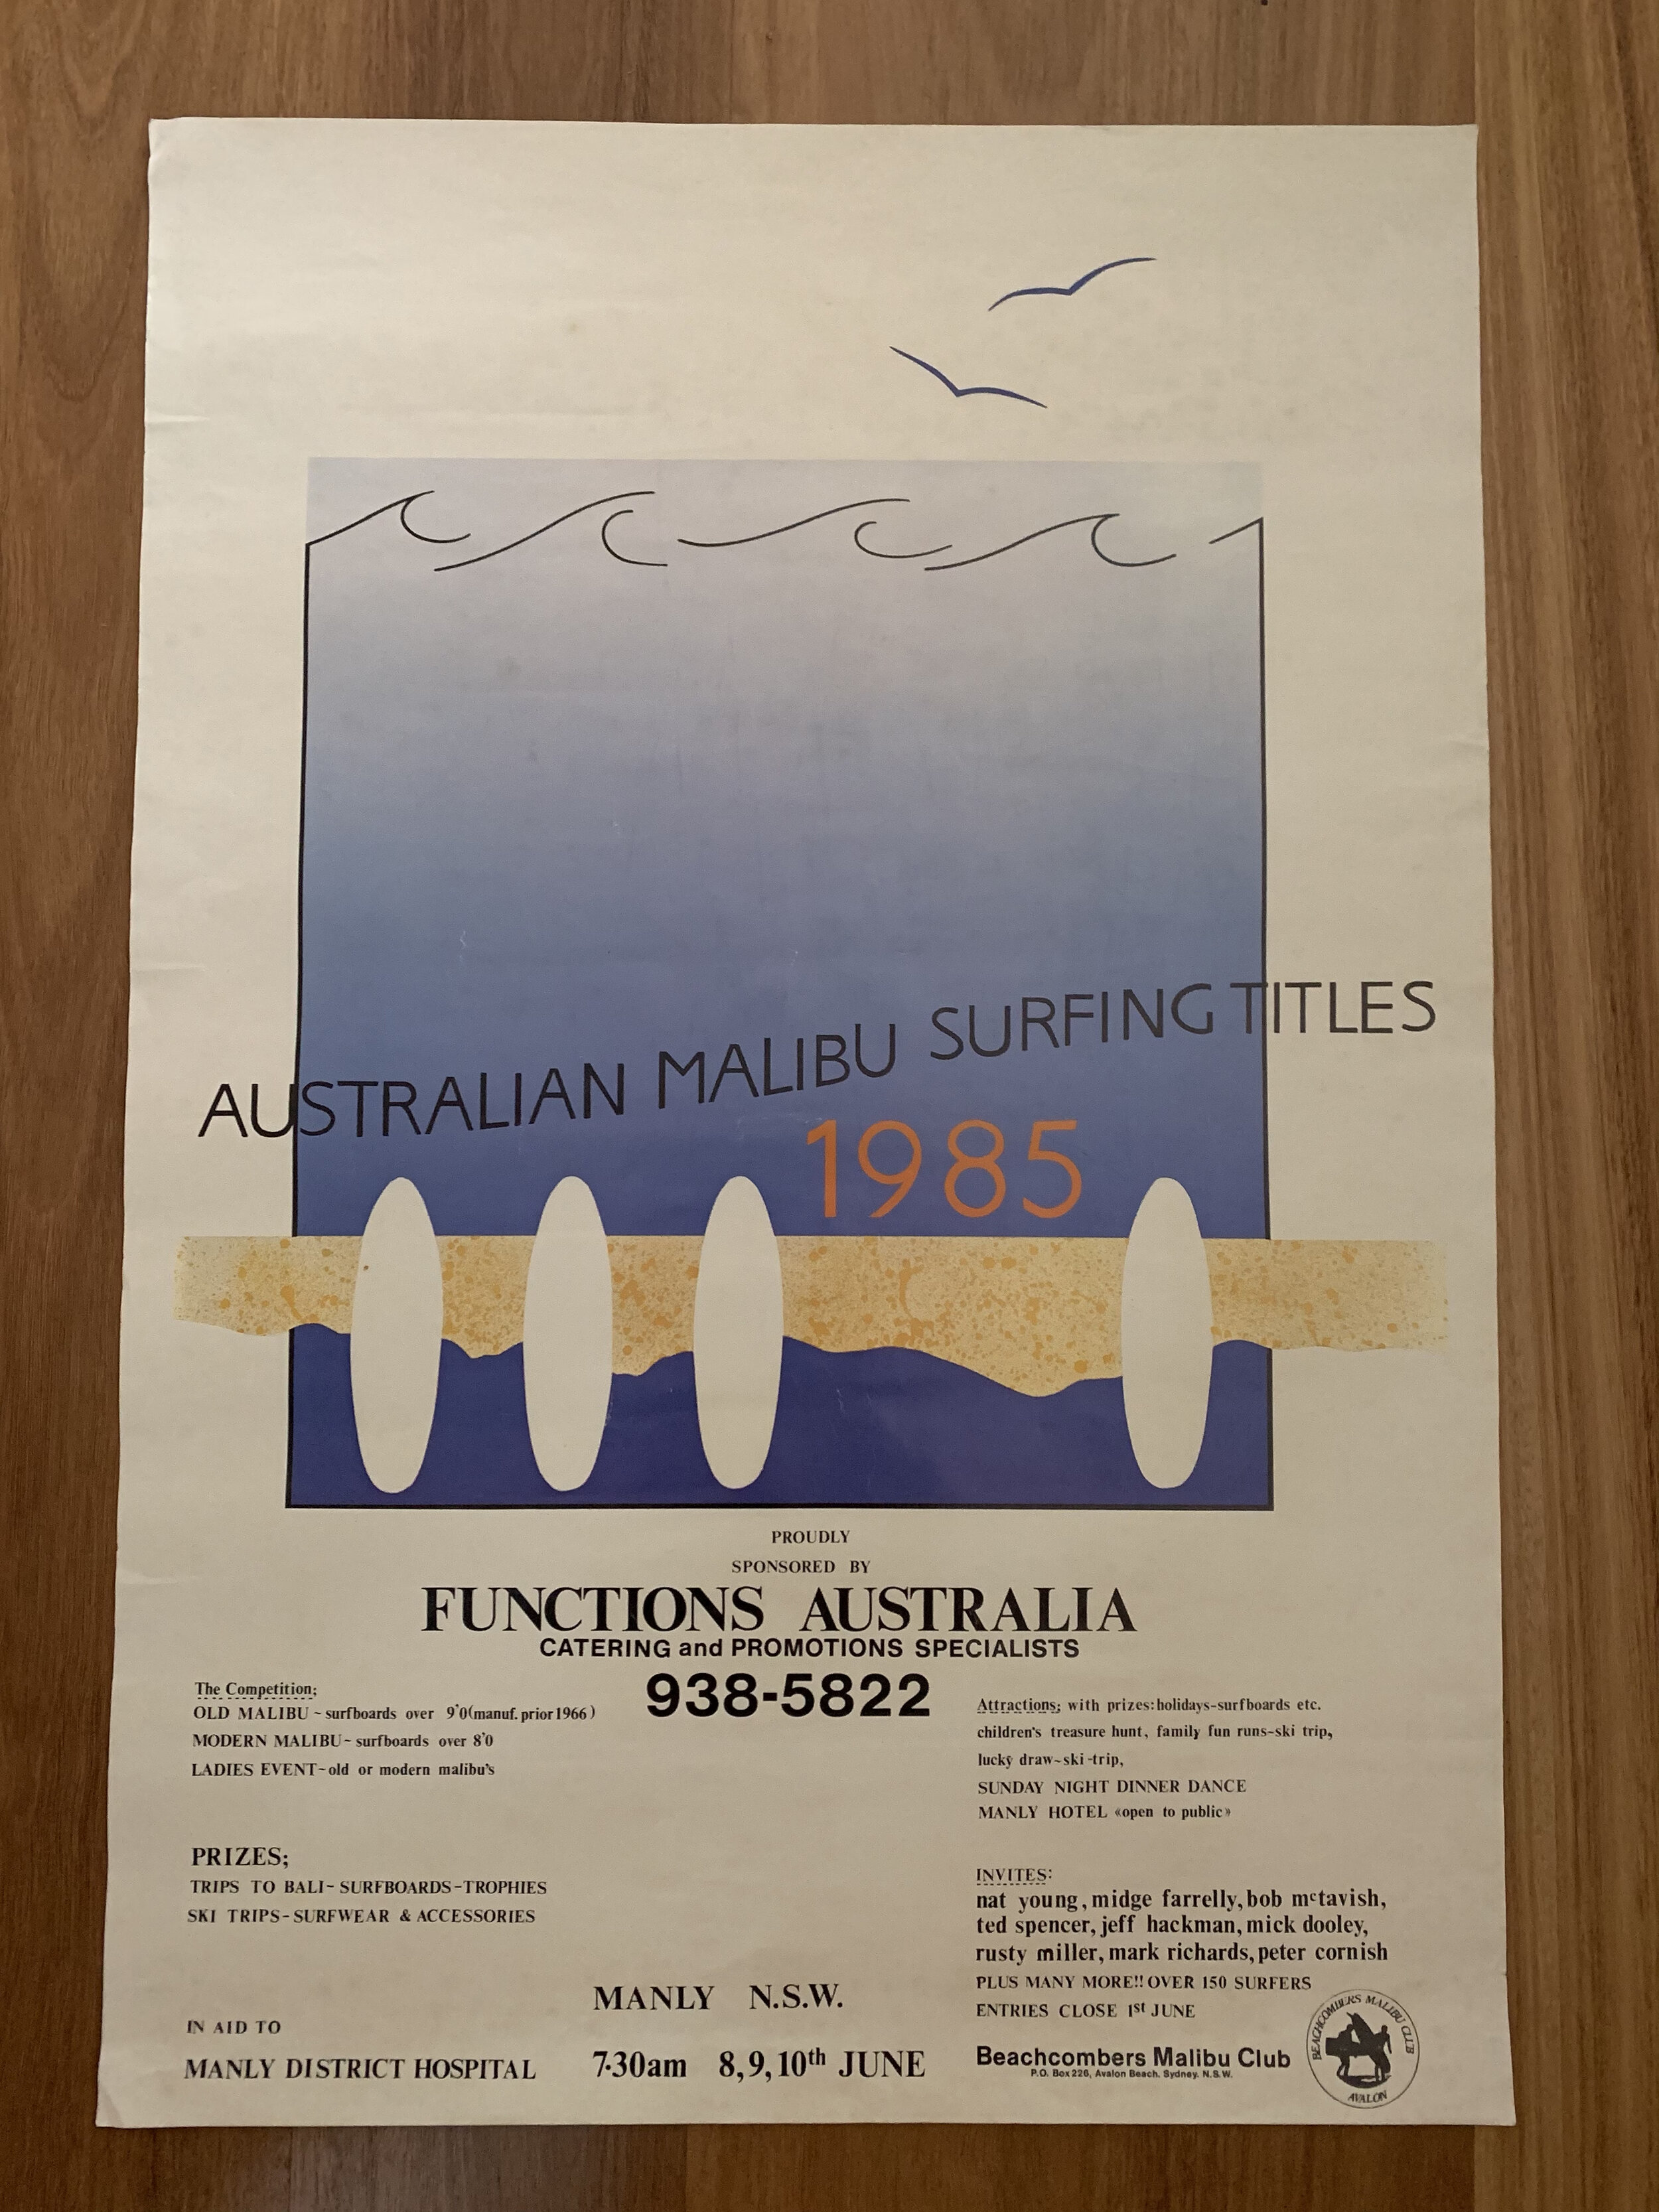 AUSTRALIAN MALIBU SURFING TITLES
1985
PROUDLY
SPONSORED BY
FUNCTIONS AUSTRALIA
CATERING and PROMOTIONS SPECIALISTS
938-5822
The Competition;
OLD MALIBU ~ surfboards over 9'0(manuf. prior 1966)
MODERN MALIBU ~ surfboards over 8'0
LADIES EVENT ~ old or modern malibu's
PRIZES;
TRIPS TO BALI ~ SURFBOARDS - TROPHIES
SKI TRIPS - SURFWEAR & ACCESSORIES
IN AID TO
MANLY DISTRICT HOSPITAL
MANLY N.S.W.
7·30am 8,9,10th JUNE
Attractions; with prizes: holidays-surfboards etc.
children's treasure hunt, family fun runs~ski trip,
lucky draw~ski-trip,
SUNDAY NIGHT DINNER DANCE
MANLY HOTEL «open to public»
INVITES:
nat young, midge farrelly, bob mctavish,
ted spencer, jeff hackman, mick dooley,
rusty miller, mark richards, peter cornish
PLUS MANY MORE!! OVER 150 SURFERS
ENTRIES CLOSE 1st JUNE
Beachcombers Malibu Club
P.O. Box 226, Avalon Beach. Sydney. N.S.W.
BEACHCOMBERS MALIBU CLUB
AVALON